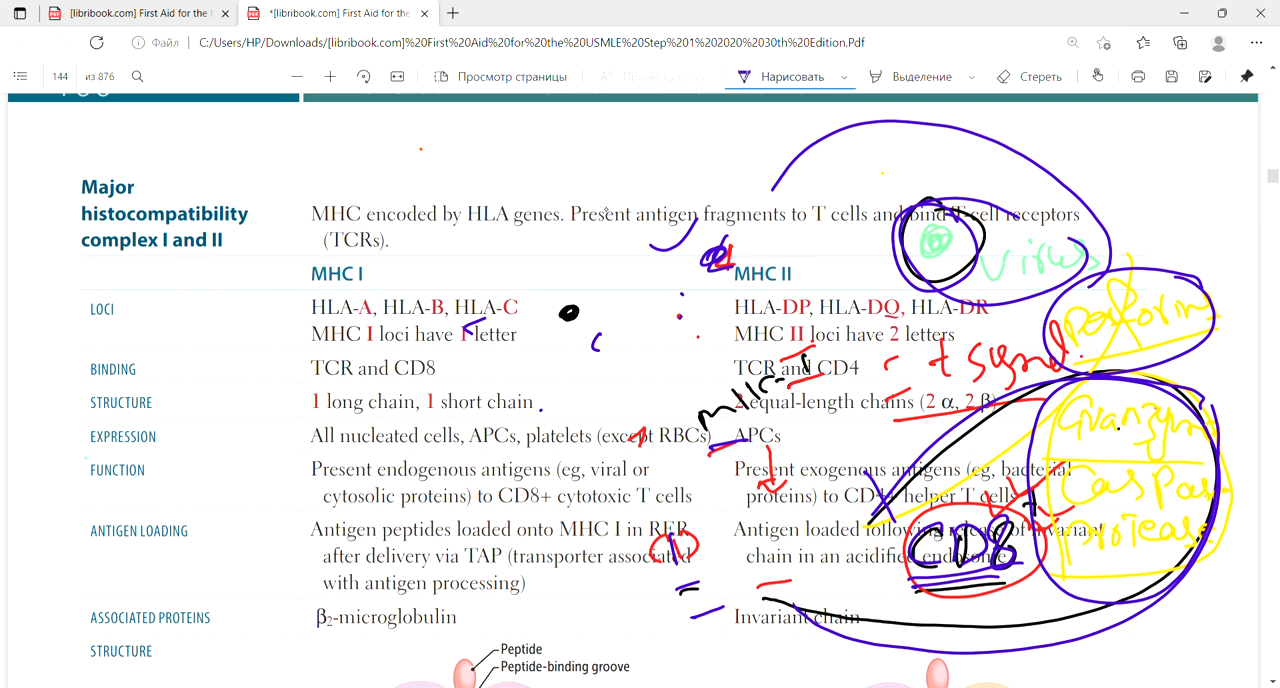 [libribook.com] First Aid for the U
*[libribook.com] First Aid for the
Файл
C:/Users/HP/Downloads/[libribook.com]%20First%20Aid%20for%20the%20USMLE%20Step%201%202020%2030th%20Edition.Pdf
144 из 876
Просмотр страницы
Нарисовать
Выделение
Стереть
Major
histocompatibility
complex I and II
MHC encoded by HLA genes. Present antigen fragments to T cells and bind T-cell receptors
(TCRs).
Virus
MHC I MHC II
LOCI HLA-A, HLA-B, HLA-C HLA-DP, HLA-DQ, HLA-DR
MHC I loci have 1 letter MHC II loci have 2 letters
Perforin
BINDING TCR and CD8 TCR and CD4
+ signal
MHC-I
STRUCTURE 1 long chain, 1 short chain 2 equal-length chains (2 α, 2 β)
EXPRESSION All nucleated cells, APCs, platelets (except RBCs) APCs
FUNCTION Present endogenous antigens (eg, viral or Present exogenous antigens (eg, bacterial
cytosolic proteins) to CD8+ cytotoxic T cells proteins) to CD4+ helper T cells
Caspas
protease
CD8
ANTIGEN LOADING Antigen peptides loaded onto MHC I in RER Antigen loaded following release of invariant
after delivery via TAP (transporter associated chain in an acidified endosome
with antigen processing)
ASSOCIATED PROTEINS β2-microglobulin Invariant chain
STRUCTURE
Peptide
Peptide-binding groove